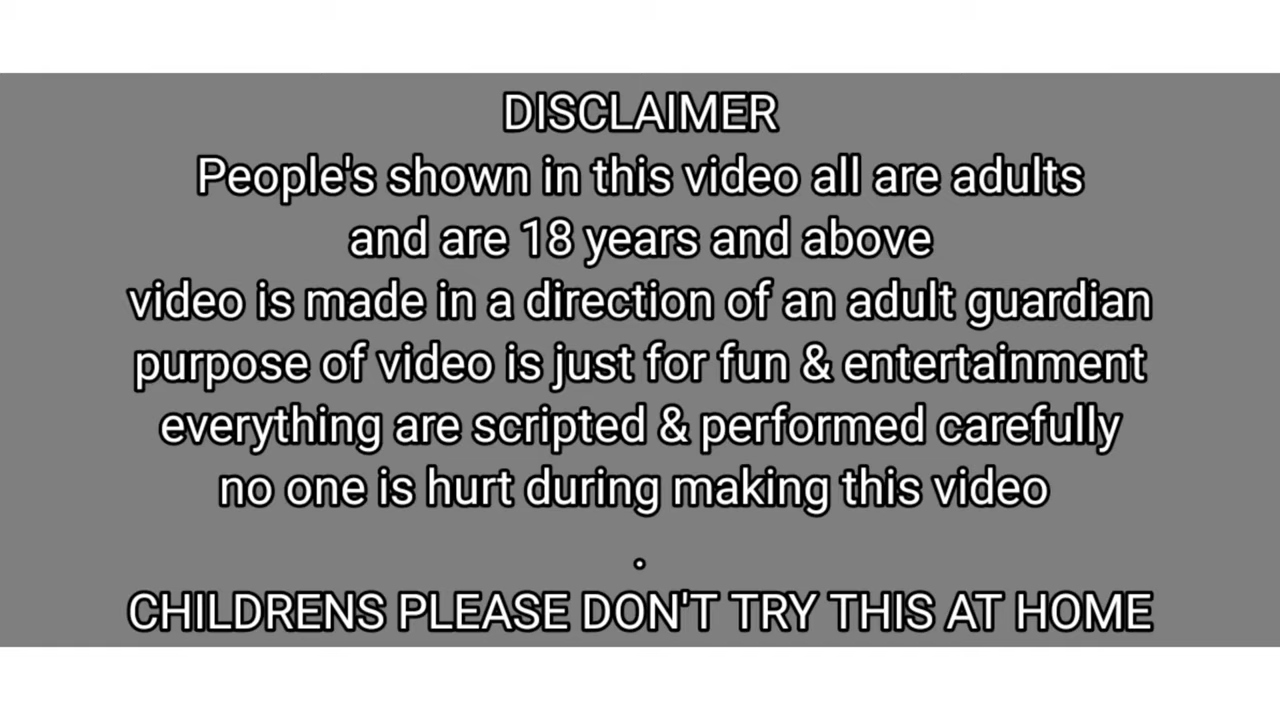 DISCLAIMER
People's shown in this video all are adults
and are 18 years and above
video is made in a direction of an adult guardian
purpose of video is just for fun & entertainment
everything are scripted & performed carefully
no one is hurt during making this video
.
CHILDRENS PLEASE DON'T TRY THIS AT HOME